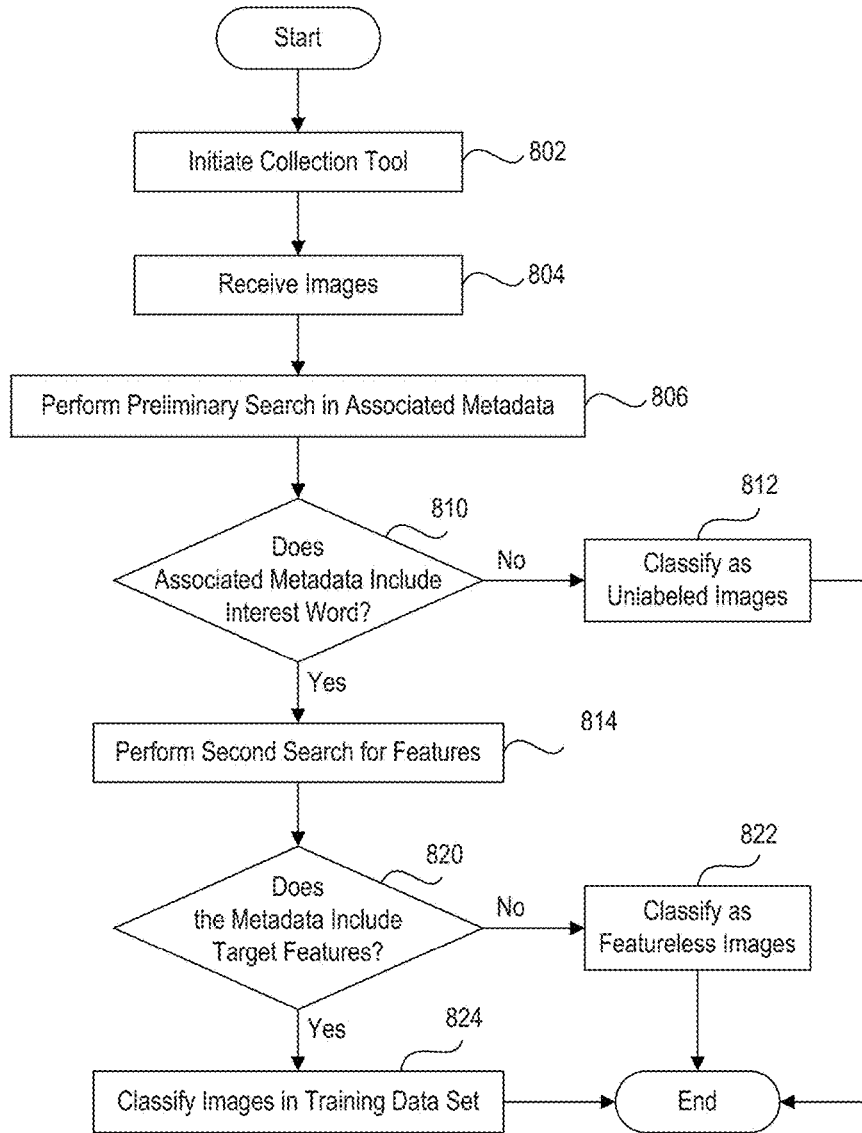 Start
Initiate Collection Tool
802
Receive Images
804
Perform Preliminary Search in Associated Metadata
806
810
Does
Associated Metadata Include
Interest Word?
No
812
Classify as
Unlabeled Images
Yes
Perform Second Search for Features
814
820
Does
the Metadata Include
Target Features?
No
822
Classify as
Featureless Images
Yes
824
Classify Images in Training Data Set
End